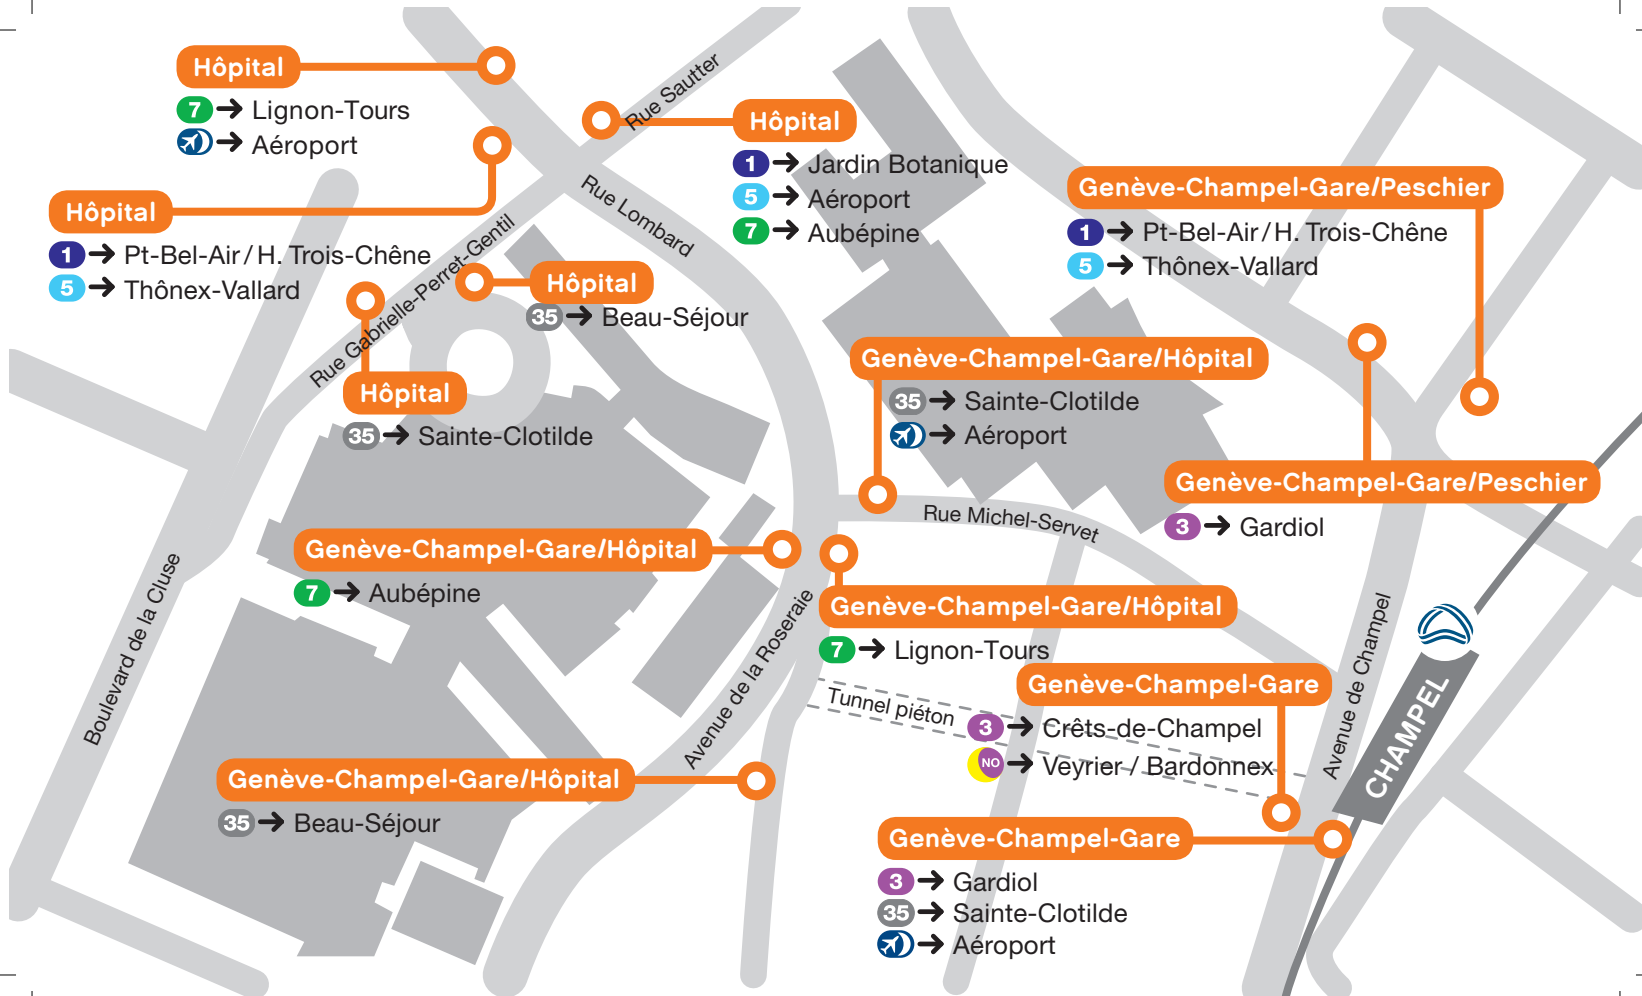 Hôpital
7 → Lignon-Tours
→ Aéroport
Hôpital
1 → Pt-Bel-Air / H. Trois-Chêne
5 → Thônex-Vallard
Rue Sautter
Hôpital
1 → Jardin Botanique
5 → Aéroport
7 → Aubépine
Genève-Champel-Gare/Peschier
1 → Pt-Bel-Air / H. Trois-Chêne
5 → Thônex-Vallard
Rue Lombard
Rue Gabrielle-Perret-Gentil
Hôpital
35 → Beau-Séjour
Hôpital
35 → Sainte-Clotilde
Genève-Champel-Gare/Hôpital
35 → Sainte-Clotilde
→ Aéroport
Genève-Champel-Gare/Peschier
3 → Gardiol
Rue Michel-Servet
Genève-Champel-Gare/Hôpital
7 → Aubépine
Genève-Champel-Gare/Hôpital
7 → Lignon-Tours
Boulevard de la Cluse
Avenue de la Roseraie
Avenue de Champel
CHAMPEL
Tunnel piéton
Genève-Champel-Gare
3 → Crêts-de-Champel
NO → Veyrier / Bardonnex
Genève-Champel-Gare/Hôpital
35 → Beau-Séjour
Genève-Champel-Gare
3 → Gardiol
35 → Sainte-Clotilde
→ Aéroport